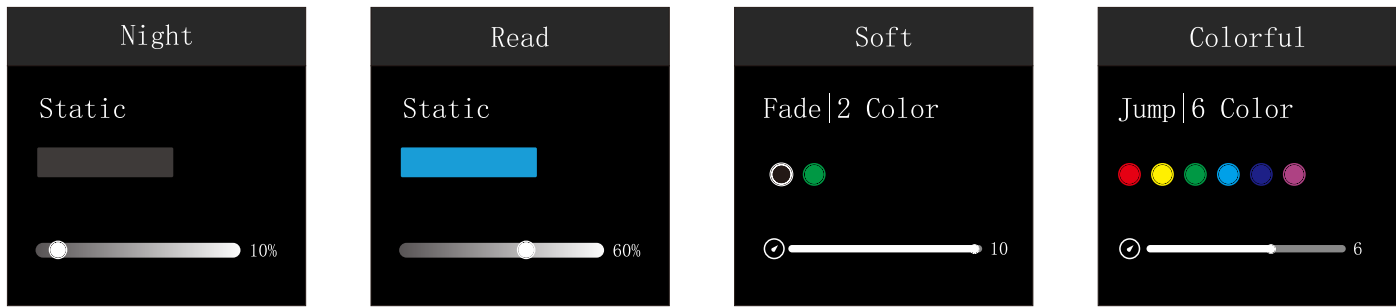 Night
Static
10%
Read
Static
60%
Soft
Fade|2 Color
10
Colorful
Jump|6 Color
6